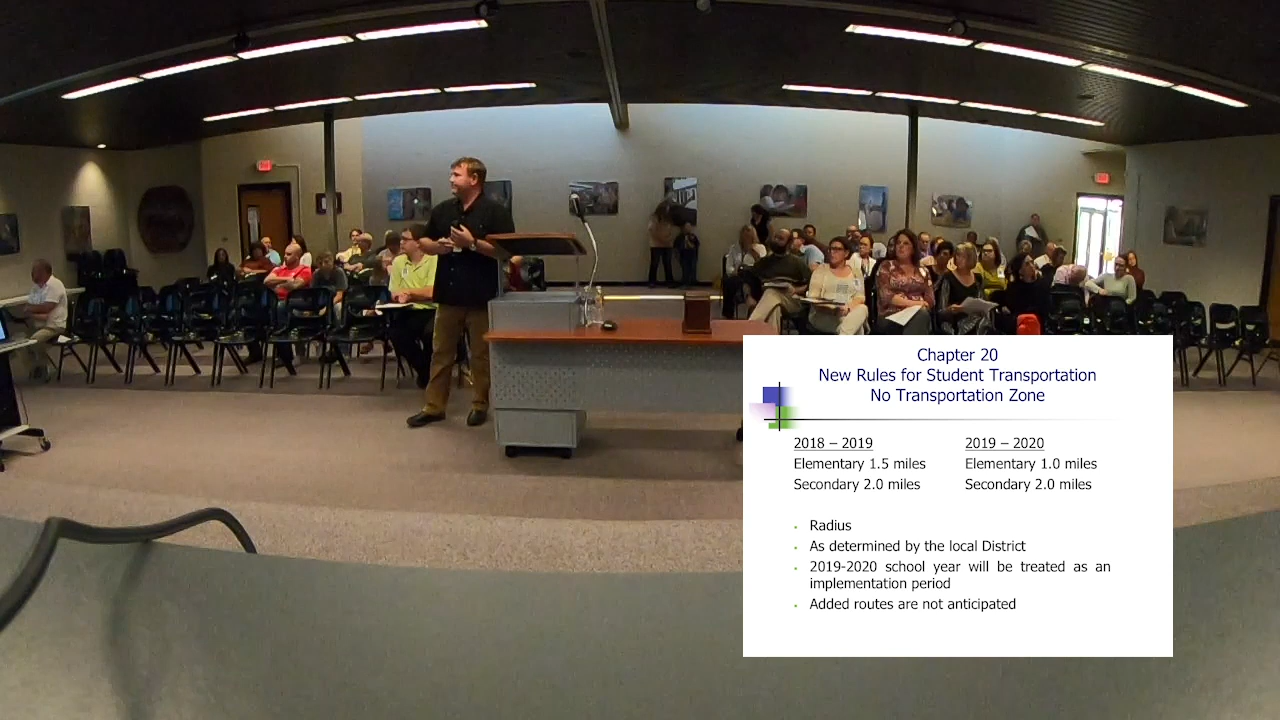 Chapter 20
New Rules for Student Transportation
No Transportation Zone
2018 – 2019
Elementary 1.5 miles
Secondary 2.0 miles
2019 – 2020
Elementary 1.0 miles
Secondary 2.0 miles
Radius
As determined by the local District
2019-2020 school year will be treated as an
implementation period
Added routes are not anticipated